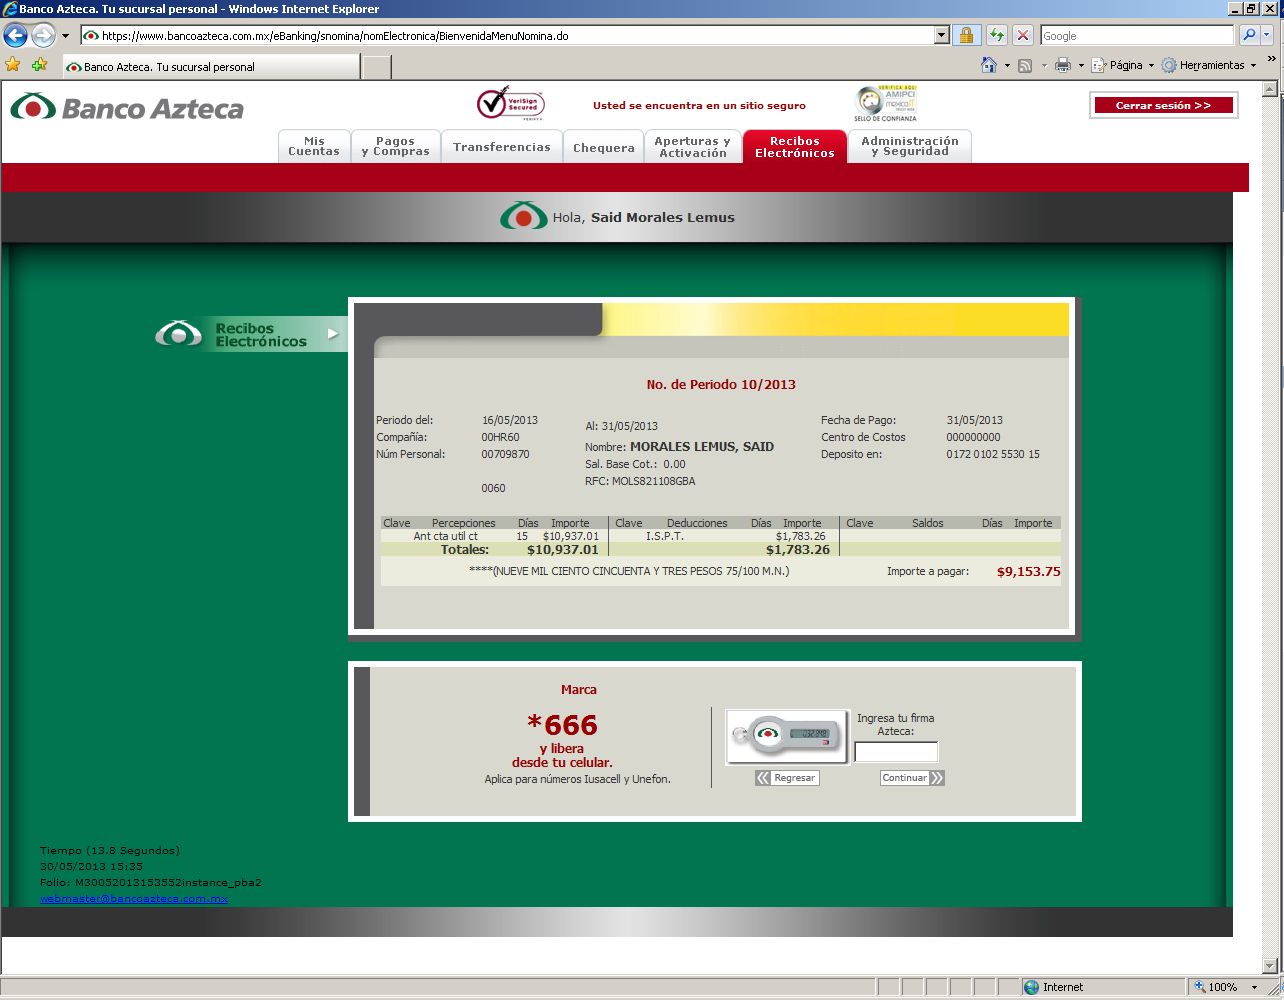 Banco Azteca. Tu sucursal personal - Windows Internet Explorer
https://www.bancoazteca.com.mx/eBanking/snomina/nomElectronica/BienvenidaMenuNomina.do
Google
Banco Azteca. Tu sucursal personal
Página
Herramientas
Banco Azteca
VeriSign
Secured
VERIFY
Usted se encuentra en un sitio seguro
VERIFICA AQUI
AMIPCI
SELLO DE CONFIANZA
Cerrar sesión >>
Mis
Cuentas
Pagos
y Compras
Transferencias
Chequera
Aperturas y
Activación
Recibos
Electrónicos
Administración
y Seguridad
Hola, Said Morales Lemus
Recibos
Electrónicos
No. de Periodo 10/2013
Periodo del: 16/05/2013 Al: 31/05/2013 Fecha de Pago: 31/05/2013
Compañía: 00HR60 Nombre: MORALES LEMUS, SAID Centro de Costos 000000000
Núm Personal: 00709870 Sal. Base Cot.: 0.00 Deposito en: 0172 0102 5530 15
0060 RFC: MOLS821108GBA
Clave Percepciones Días Importe Clave Deducciones Días Importe Clave Saldos Días Importe
Ant cta util ct 15 $10,937.01 I.S.P.T. $1,783.26
Totales: $10,937.01 $1,783.26
****(NUEVE MIL CIENTO CINCUENTA Y TRES PESOS 75/100 M.N.) Importe a pagar: $9,153.75
Marca
*666
y libera
desde tu celular.
Aplica para números Iusacell y Unefon.
Ingresa tu firma
Azteca:
Regresar
Continuar
Tiempo (13.8 Segundos)
30/05/2013 15:35
Folio: M30052013153552instance_pba2
webmaster@bancoazteca.com.mx
Internet
100%